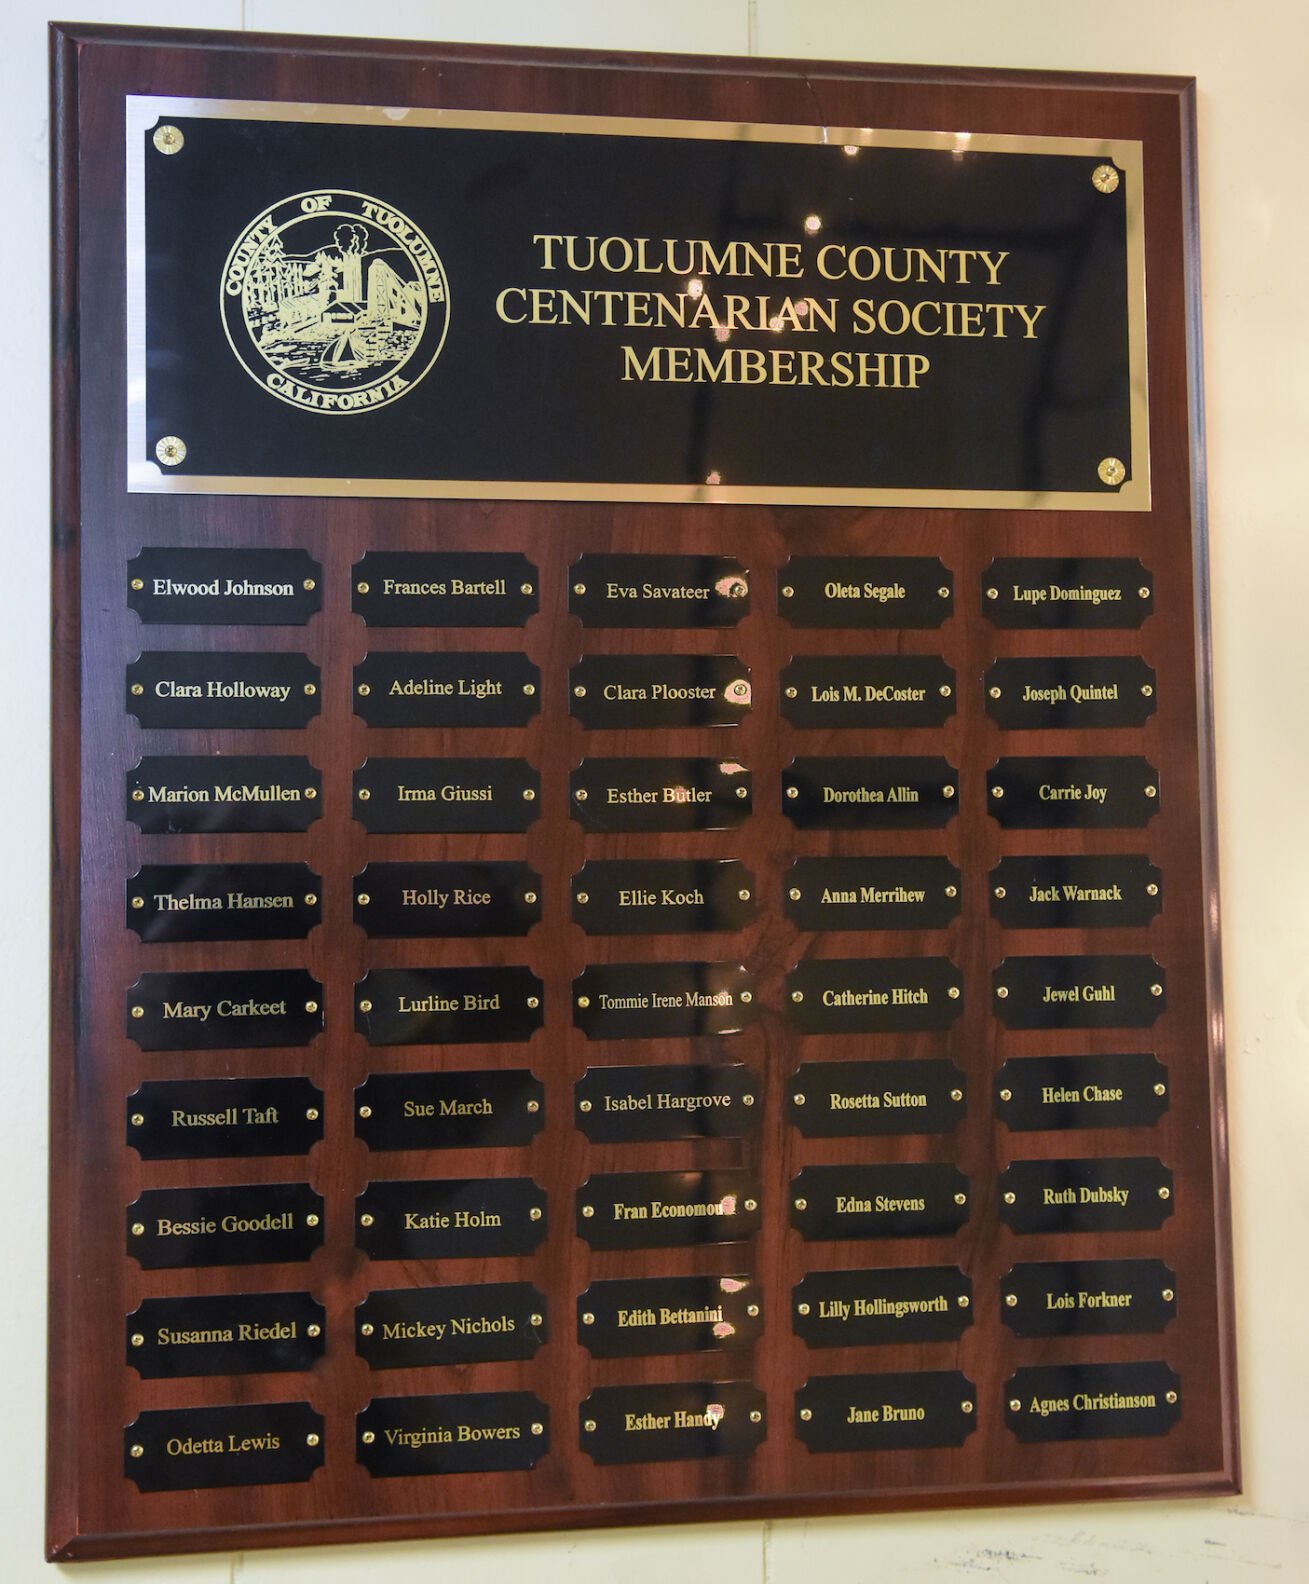 COUNTY OF TUOLUMNE
CALIFORNIA
TUOLUMNE COUNTY
CENTENARIAN SOCIETY
MEMBERSHIP
Elwood Johnson
Frances Bartell
Eva Savateer
Oleta Segale
Lupe Dominguez
Clara Holloway
Adeline Light
Clara Plooster
Lois M. DeCoster
Joseph Quintel
Marion McMullen
Irma Giussi
Esther Butler
Dorothea Allin
Carrie Joy
Thelma Hansen
Holly Rice
Ellie Koch
Anna Merrihew
Jack Warnack
Mary Carkeet
Lurline Bird
Tommie Irene Manson
Catherine Hitch
Jewel Guhl
Russell Taft
Sue March
Isabel Hargrove
Rosetta Sutton
Helen Chase
Bessie Goodell
Katie Holm
Fran Economou
Edna Stevens
Ruth Dubsky
Susanna Riedel
Mickey Nichols
Edith Bettanini
Lilly Hollingsworth
Lois Forkner
Odetta Lewis
Virginia Bowers
Esther Handy
Jane Bruno
Agnes Christianson